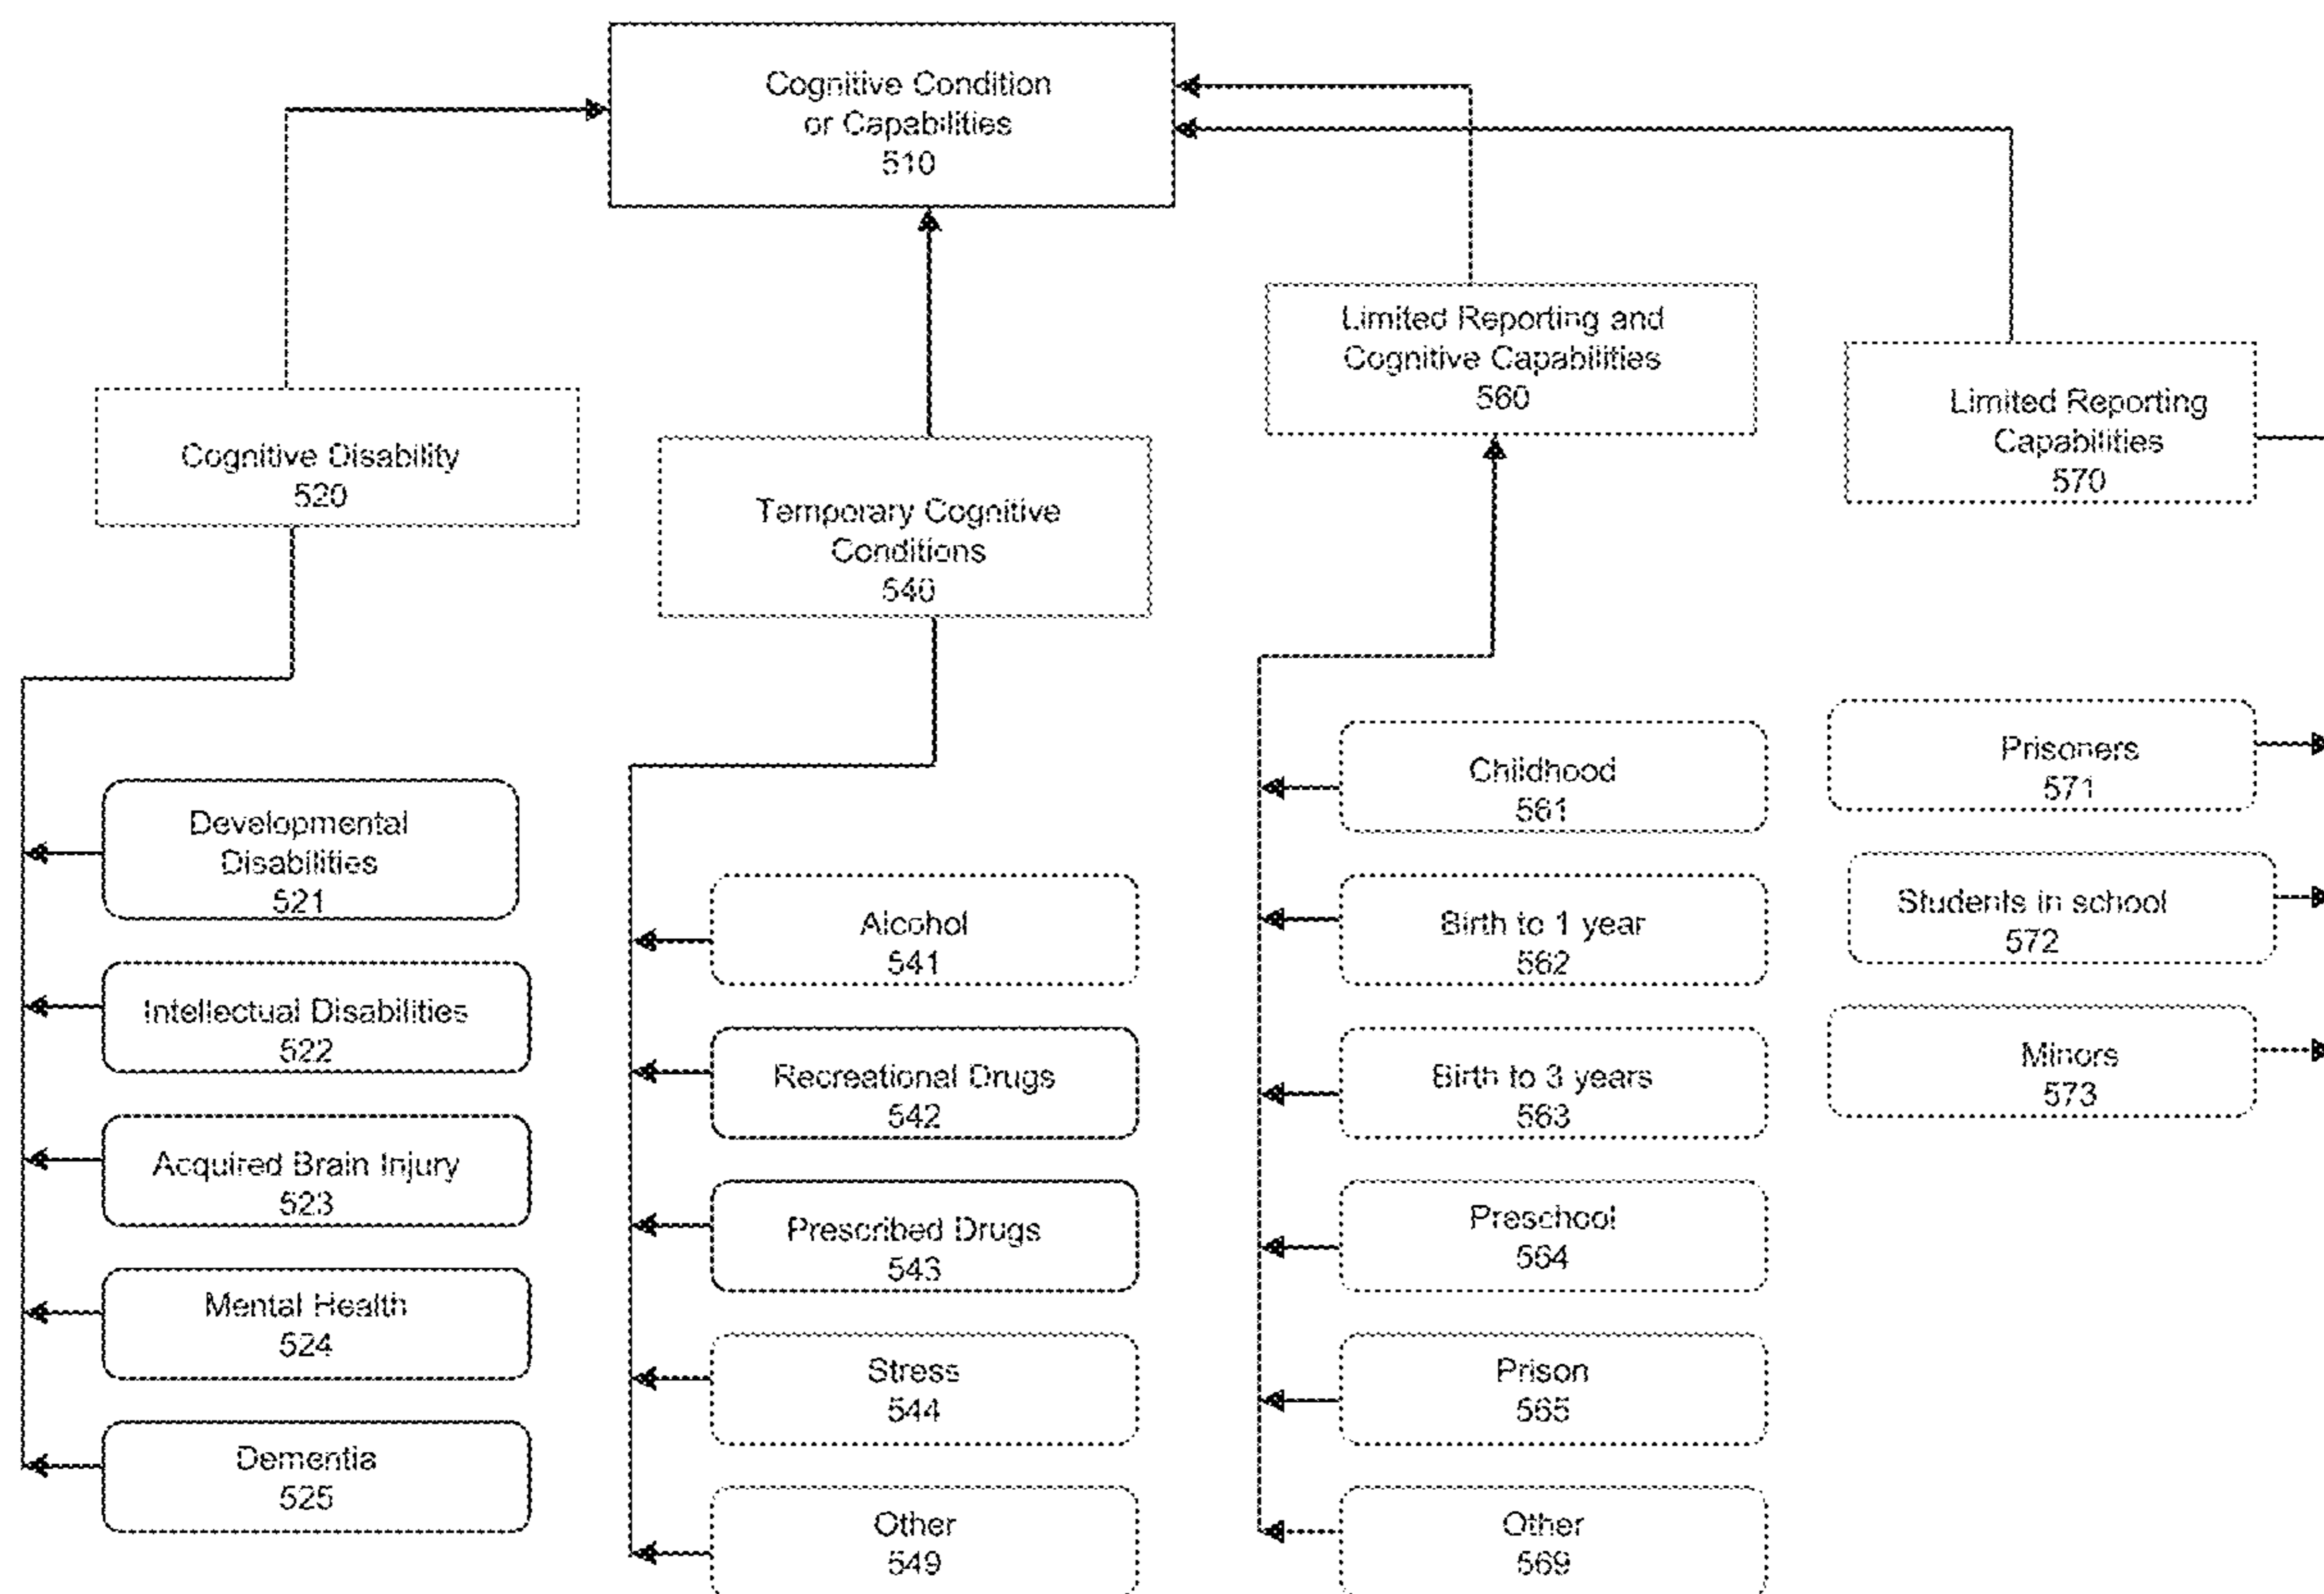 Cognitive Condition
or Capabilities
510
Cognitive Disability
520
Developmental
Disabilities
521
Intellectual Disabilities
522
Acquired Brain Injury
523
Mental Health
524
Dementia
525
Temporary Cognitive
Conditions
540
Alcohol
541
Recreational Drugs
542
Prescribed Drugs
543
Stress
544
Other
549
Limited Reporting and
Cognitive Capabilities
560
Childhood
561
Birth to 1 year
562
Birth to 3 years
563
Preschool
564
Prison
565
Other
569
Limited Reporting
Capabilities
570
Prisoners
571
Students in school
572
Minors
573